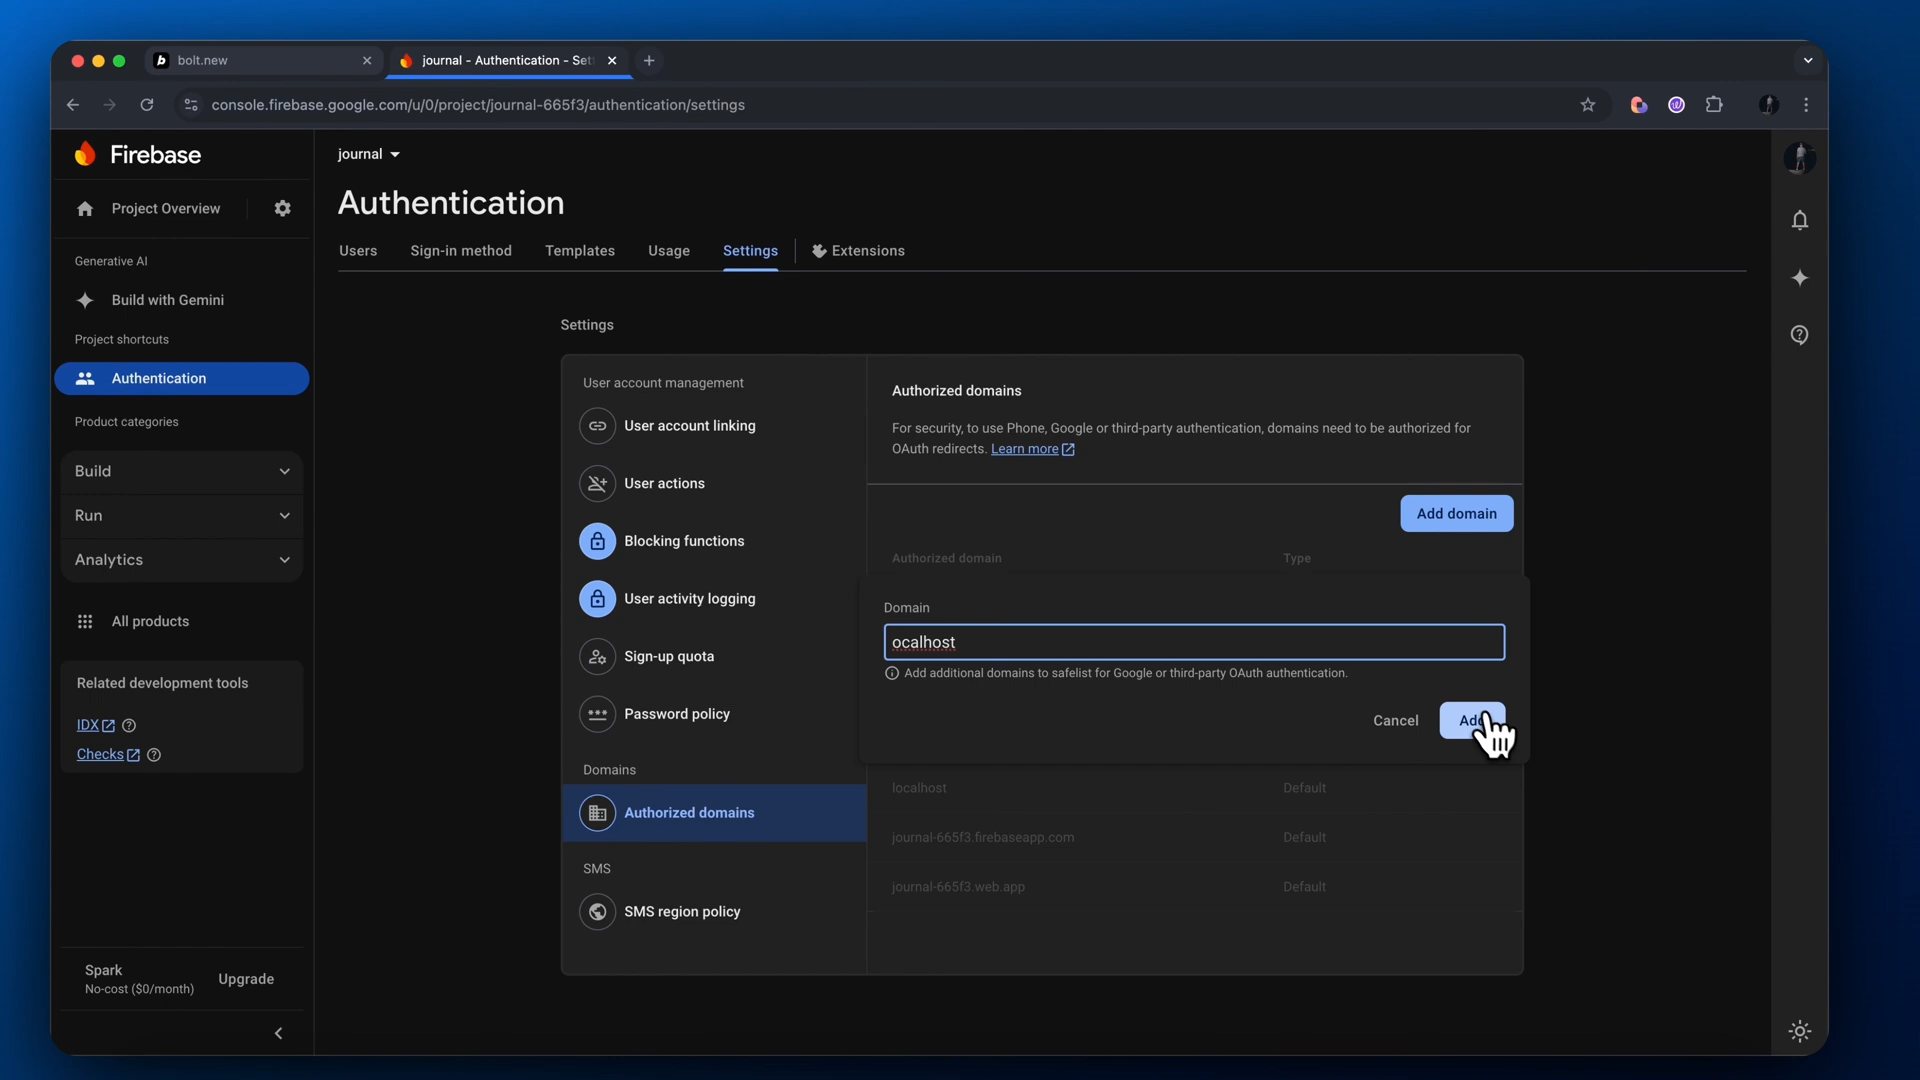 bolt.new
journal - Authentication - Set
console.firebase.google.com/u/0/project/journal-665f3/authentication/settings
Firebase
Project Overview
Generative AI
Build with Gemini
Project shortcuts
Authentication
Product categories
Build
Run
Analytics
All products
Related development tools
IDX
Checks
Spark
No-cost ($0/month)
Upgrade
journal
Authentication
Users
Sign-in method
Templates
Usage
Settings
Extensions
Settings
User account management
User account linking
User actions
Blocking functions
User activity logging
Sign-up quota
Password policy
Domains
Authorized domains
SMS
SMS region policy
Authorized domains
For security, to use Phone, Google or third-party authentication, domains need to be authorized for
OAuth redirects. Learn more
Add domain
Authorized domain
Type
Domain
ocalhost
Add additional domains to safelist for Google or third-party OAuth authentication.
Cancel
Add
localhost
Default
journal-665f3.firebaseapp.com
Default
journal-665f3.web.app
Default